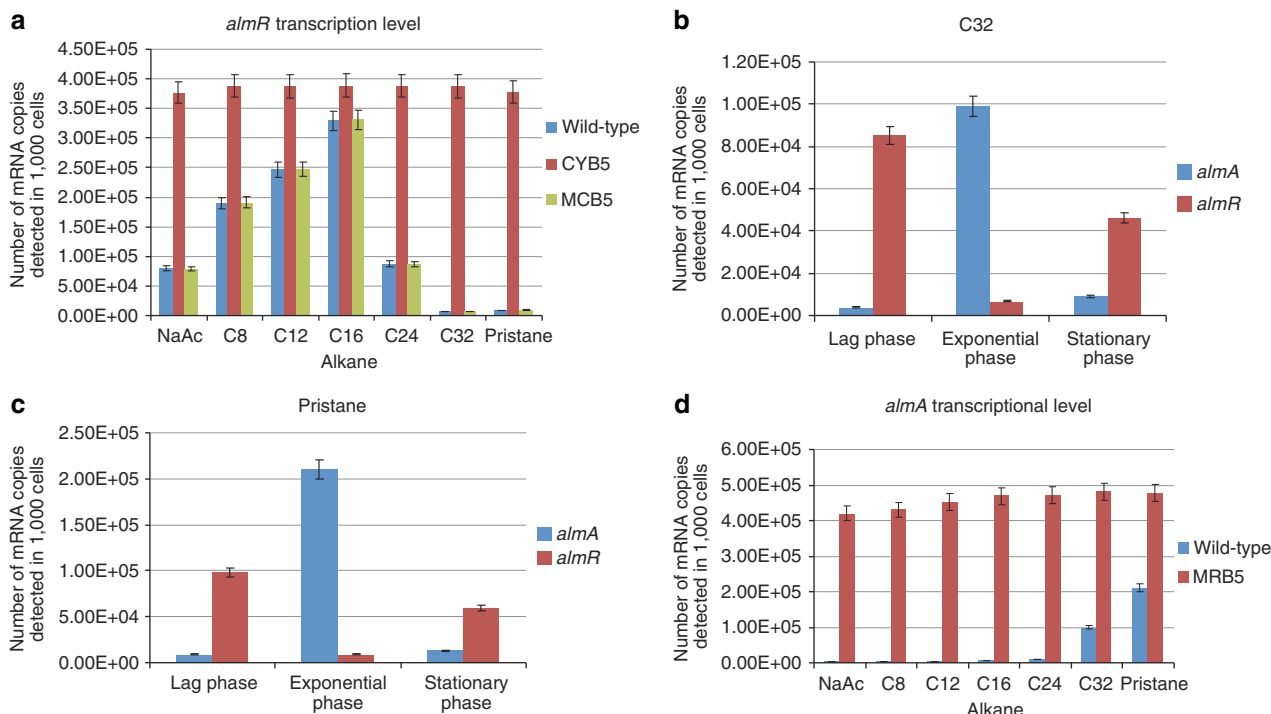 a
almR transcription level
Number of mRNA copies
detected in 1,000 cells
4.50E+05
4.00E+05
3.50E+05
3.00E+05
2.50E+05
2.00E+05
1.50E+05
1.00E+05
5.00E+04
0.00E+00
NaAc C8 C12 C16 C24 C32 Pristane
Alkane
Wild-type
CYB5
MCB5
b
C32
Number of mRNA copies
detected in 1,000 cells
1.20E+05
1.00E+05
8.00E+04
6.00E+04
4.00E+04
2.00E+04
0.00E+00
Lag phase Exponential Stationary
phase phase
almA
almR
c
Pristane
Number of mRNA copies
detected in 1,000 cells
2.50E+05
2.00E+05
1.50E+05
1.00E+05
5.00E+04
0.00E+00
Lag phase Exponential Stationary
phase phase
almA
almR
d
almA transcriptional level
Number of mRNA copies
detected in 1,000 cells
6.00E+05
5.00E+05
4.00E+05
3.00E+05
2.00E+05
1.00E+05
0.00E+00
NaAc C8 C12 C16 C24 C32 Pristane
Alkane
Wild-type
MRB5